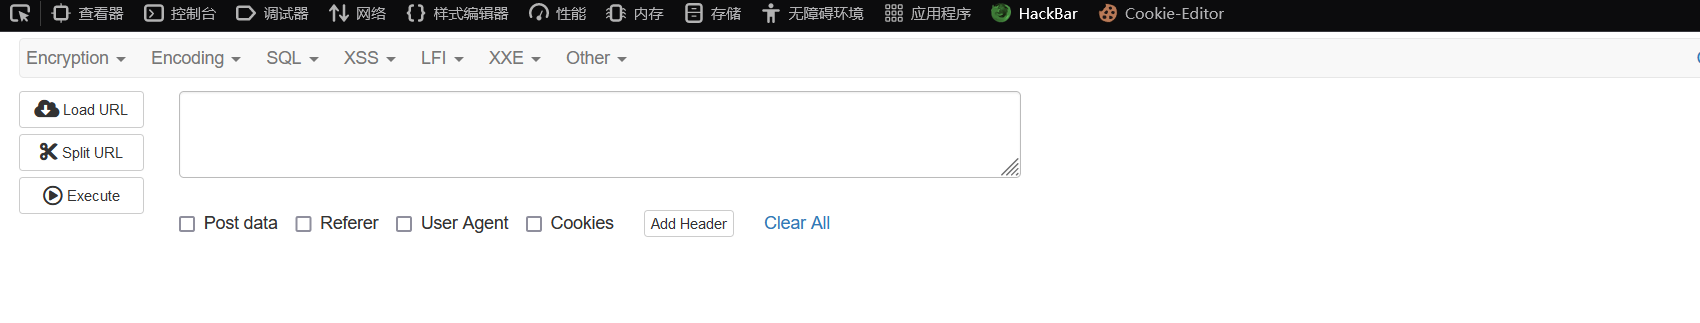 查看器 控制台 调试器 网络 样式编辑器 性能 内存 存储 无障碍环境 应用程序 HackBar Cookie-Editor
Encryption Encoding SQL XSS LFI XXE Other
Load URL
Split URL
Execute
Post data Referer User Agent Cookies Add Header Clear All